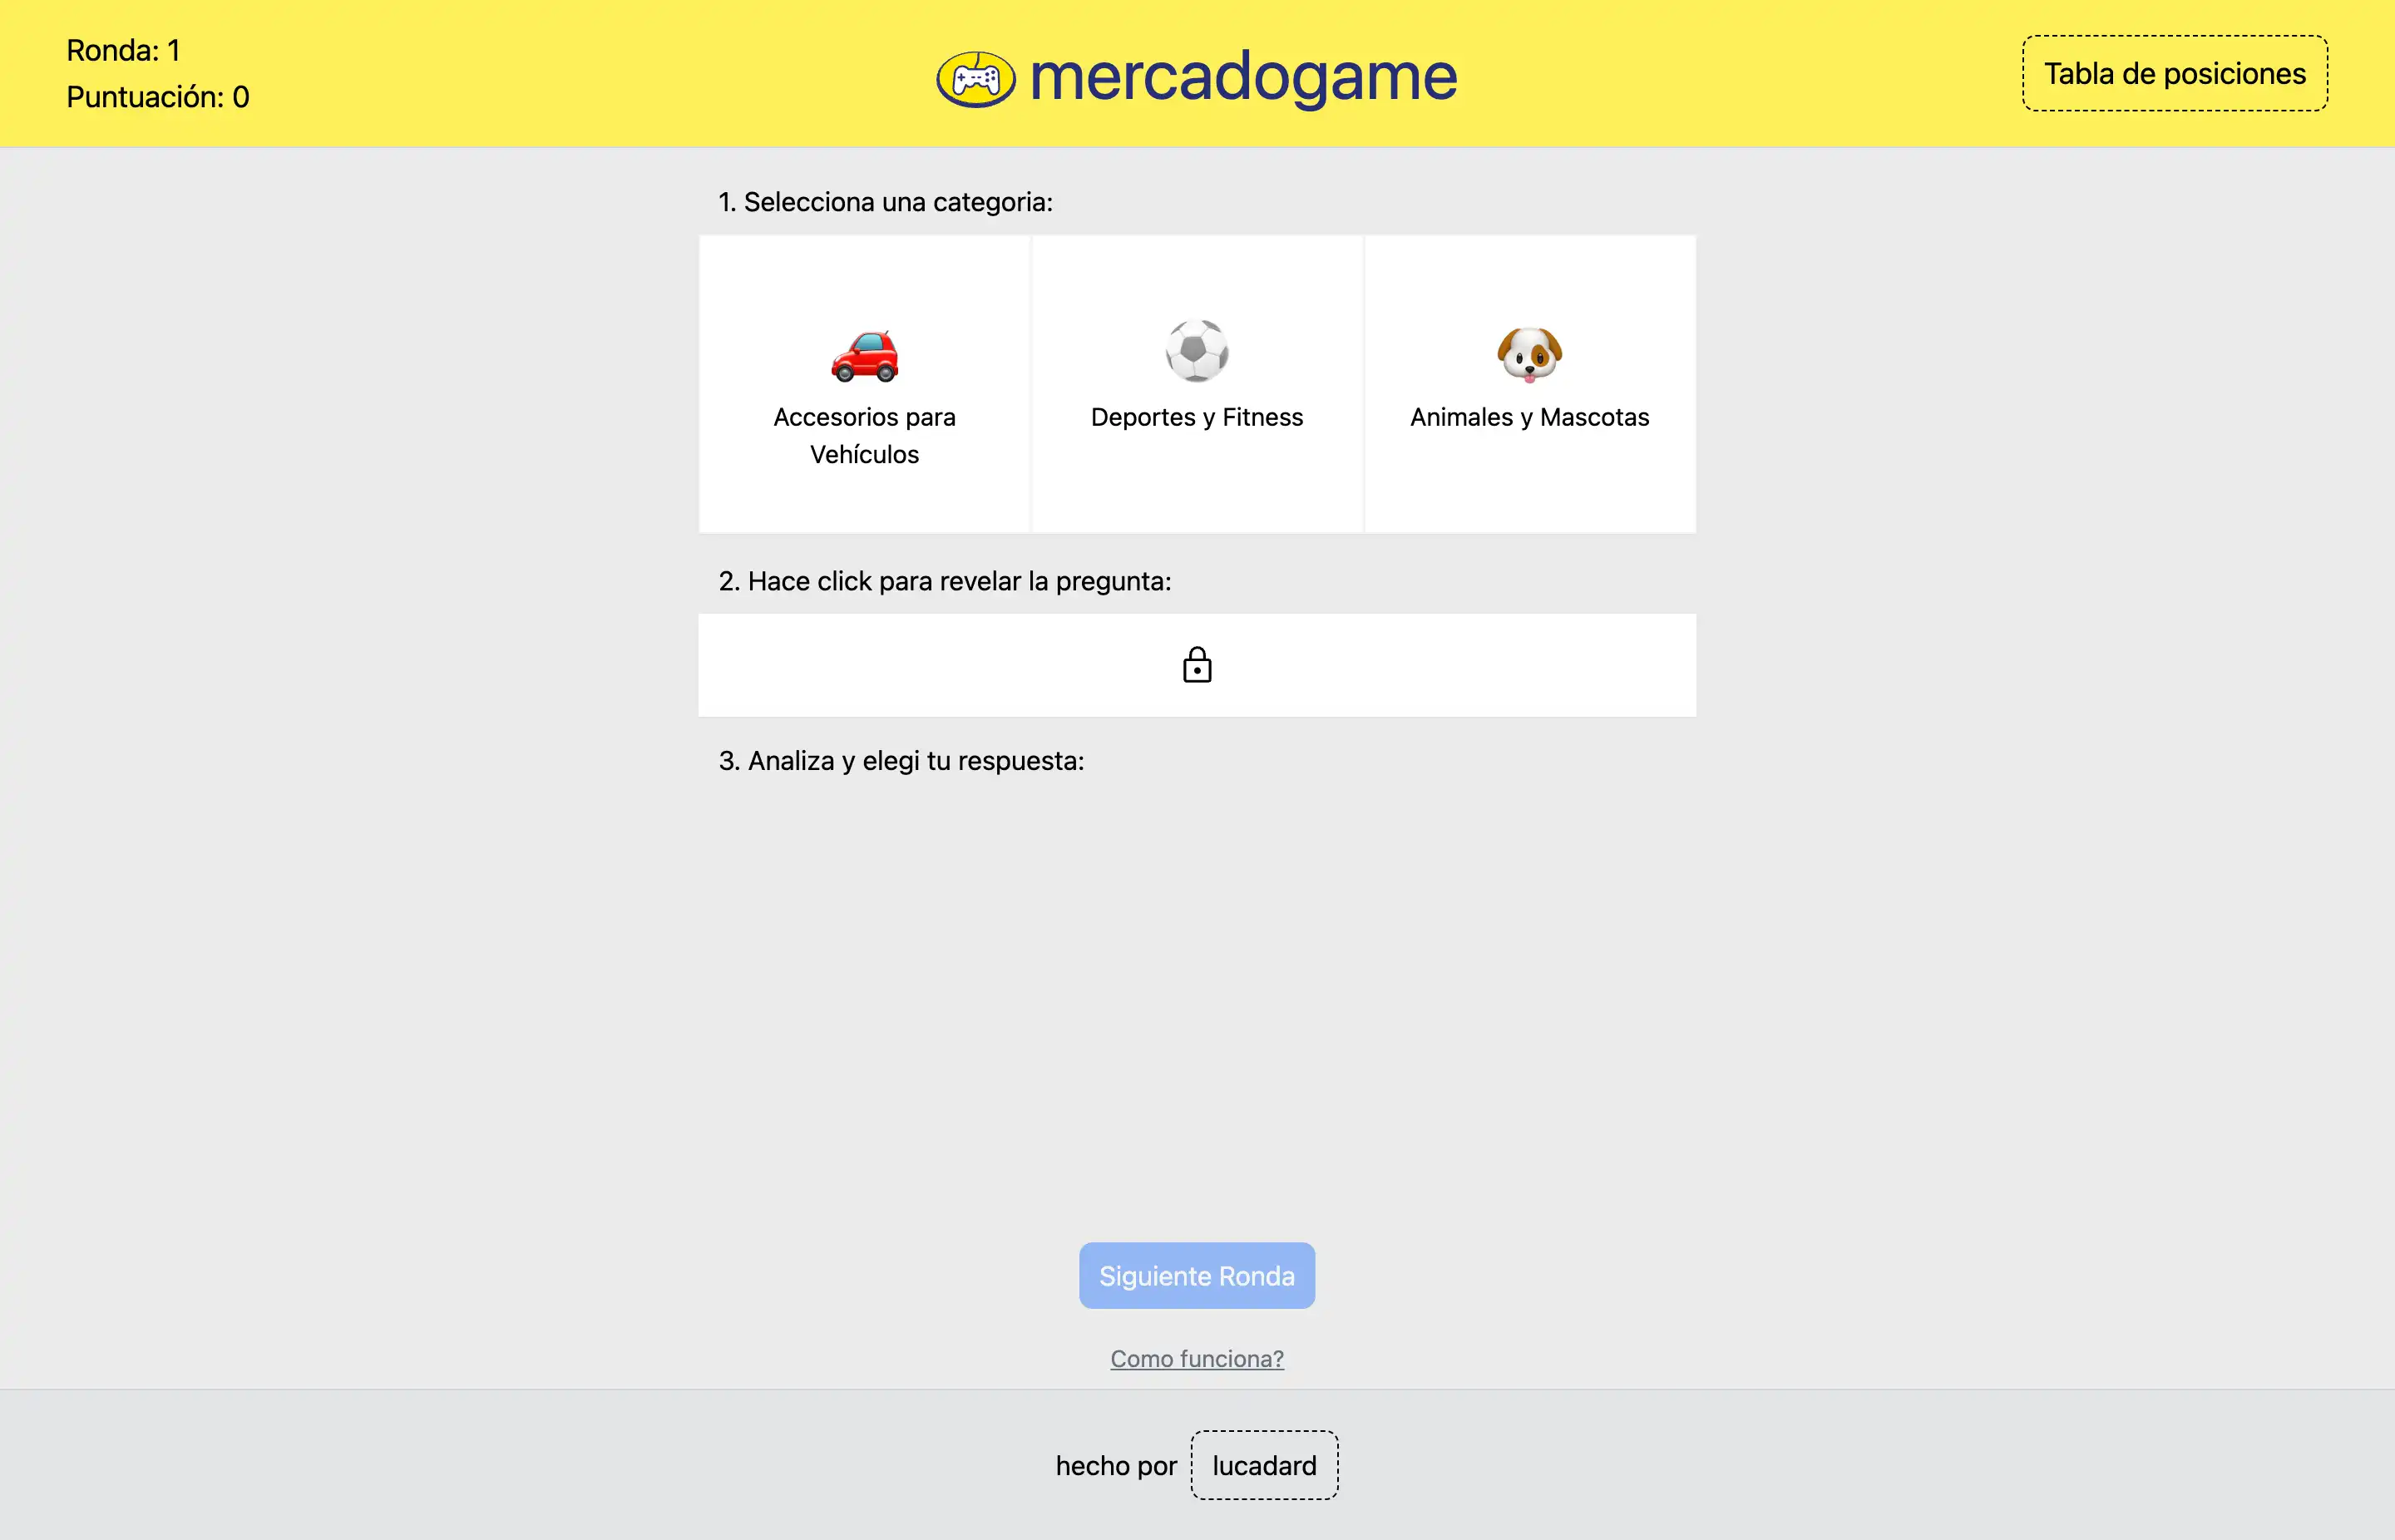 Ronda: 1
Puntuación: 0
mercadogame
Tabla de posiciones
1. Selecciona una categoria:
Accesorios para
Vehículos
Deportes y Fitness
Animales y Mascotas
2. Hace click para revelar la pregunta:
3. Analiza y elegi tu respuesta:
Siguiente Ronda
Como funciona?
hecho por lucadard